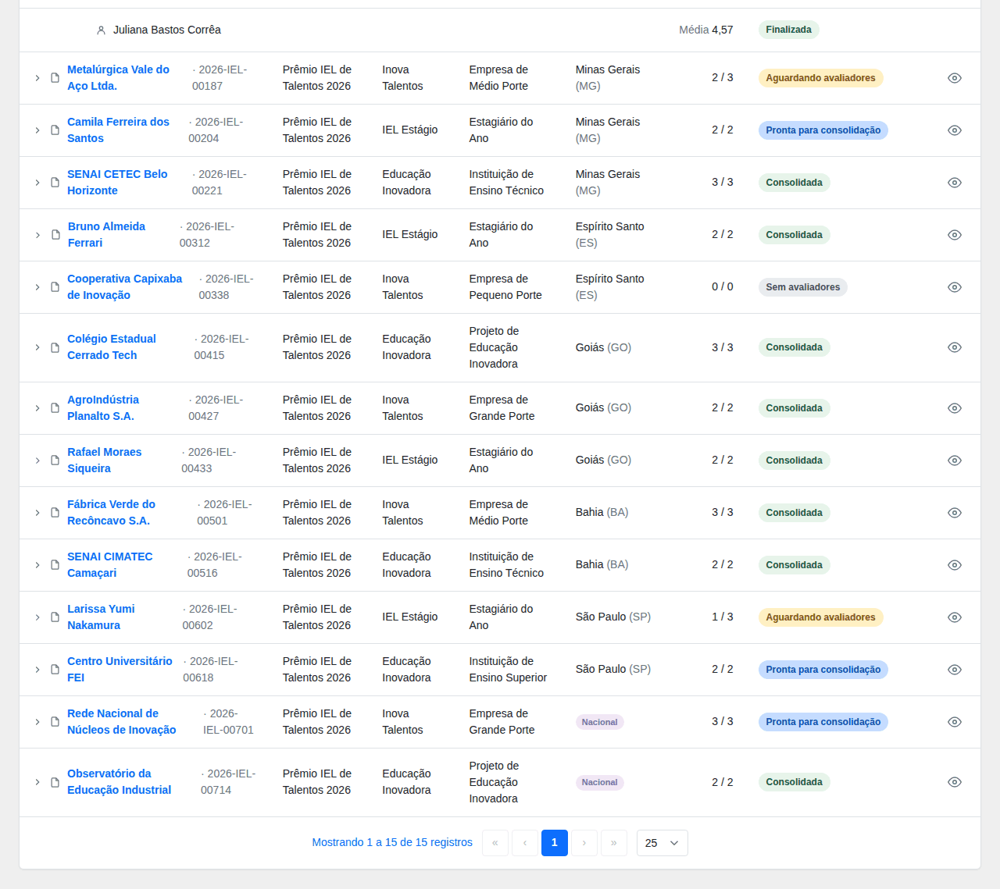 Juliana Bastos Corrêa Média 4,57 Finalizada
Metalúrgica Vale do Aço Ltda. · 2026-IEL-00187 Prêmio IEL de Talentos 2026 Inova Talentos Empresa de Médio Porte Minas Gerais (MG) 2 / 3 Aguardando avaliadores
Camila Ferreira dos Santos · 2026-IEL-00204 Prêmio IEL de Talentos 2026 IEL Estágio Estagiário do Ano Minas Gerais (MG) 2 / 2 Pronta para consolidação
SENAI CETEC Belo Horizonte · 2026-IEL-00221 Prêmio IEL de Talentos 2026 Educação Inovadora Instituição de Ensino Técnico Minas Gerais (MG) 3 / 3 Consolidada
Bruno Almeida Ferrari · 2026-IEL-00312 Prêmio IEL de Talentos 2026 IEL Estágio Estagiário do Ano Espírito Santo (ES) 2 / 2 Consolidada
Cooperativa Capixaba de Inovação · 2026-IEL-00338 Prêmio IEL de Talentos 2026 Inova Talentos Empresa de Pequeno Porte Espírito Santo (ES) 0 / 0 Sem avaliadores
Colégio Estadual Cerrado Tech · 2026-IEL-00415 Prêmio IEL de Talentos 2026 Educação Inovadora Projeto de Educação Inovadora Goiás (GO) 3 / 3 Consolidada
AgroIndústria Planalto S.A. · 2026-IEL-00427 Prêmio IEL de Talentos 2026 Inova Talentos Empresa de Grande Porte Goiás (GO) 2 / 2 Consolidada
Rafael Moraes Siqueira · 2026-IEL-00433 Prêmio IEL de Talentos 2026 IEL Estágio Estagiário do Ano Goiás (GO) 2 / 2 Consolidada
Fábrica Verde do Recôncavo S.A. · 2026-IEL-00501 Prêmio IEL de Talentos 2026 Inova Talentos Empresa de Médio Porte Bahia (BA) 3 / 3 Consolidada
SENAI CIMATEC Camaçari · 2026-IEL-00516 Prêmio IEL de Talentos 2026 Educação Inovadora Instituição de Ensino Técnico Bahia (BA) 2 / 2 Consolidada
Larissa Yumi Nakamura · 2026-IEL-00602 Prêmio IEL de Talentos 2026 IEL Estágio Estagiário do Ano São Paulo (SP) 1 / 3 Aguardando avaliadores
Centro Universitário FEI · 2026-IEL-00618 Prêmio IEL de Talentos 2026 Educação Inovadora Instituição de Ensino Superior São Paulo (SP) 2 / 2 Pronta para consolidação
Rede Nacional de Núcleos de Inovação · 2026-IEL-00701 Prêmio IEL de Talentos 2026 Inova Talentos Empresa de Grande Porte Nacional 3 / 3 Pronta para consolidação
Observatório da Educação Industrial · 2026-IEL-00714 Prêmio IEL de Talentos 2026 Educação Inovadora Projeto de Educação Inovadora Nacional 2 / 2 Consolidada
Mostrando 1 a 15 de 15 registros « ‹ 1 › » 25